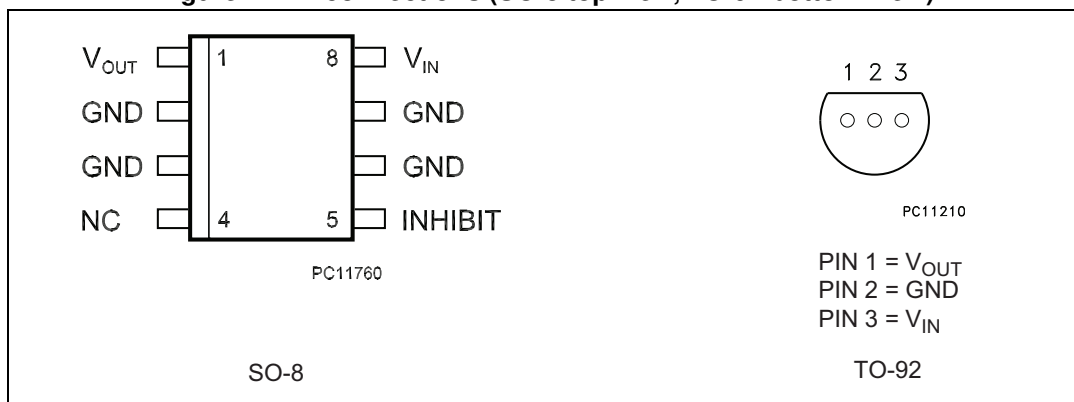 V_OUT 1 8 V_IN
GND GND
GND GND
NC 4 5 INHIBIT
PC11760
SO-8
1 2 3
PC11210
PIN 1 = V_OUT
PIN 2 = GND
PIN 3 = V_IN
TO-92